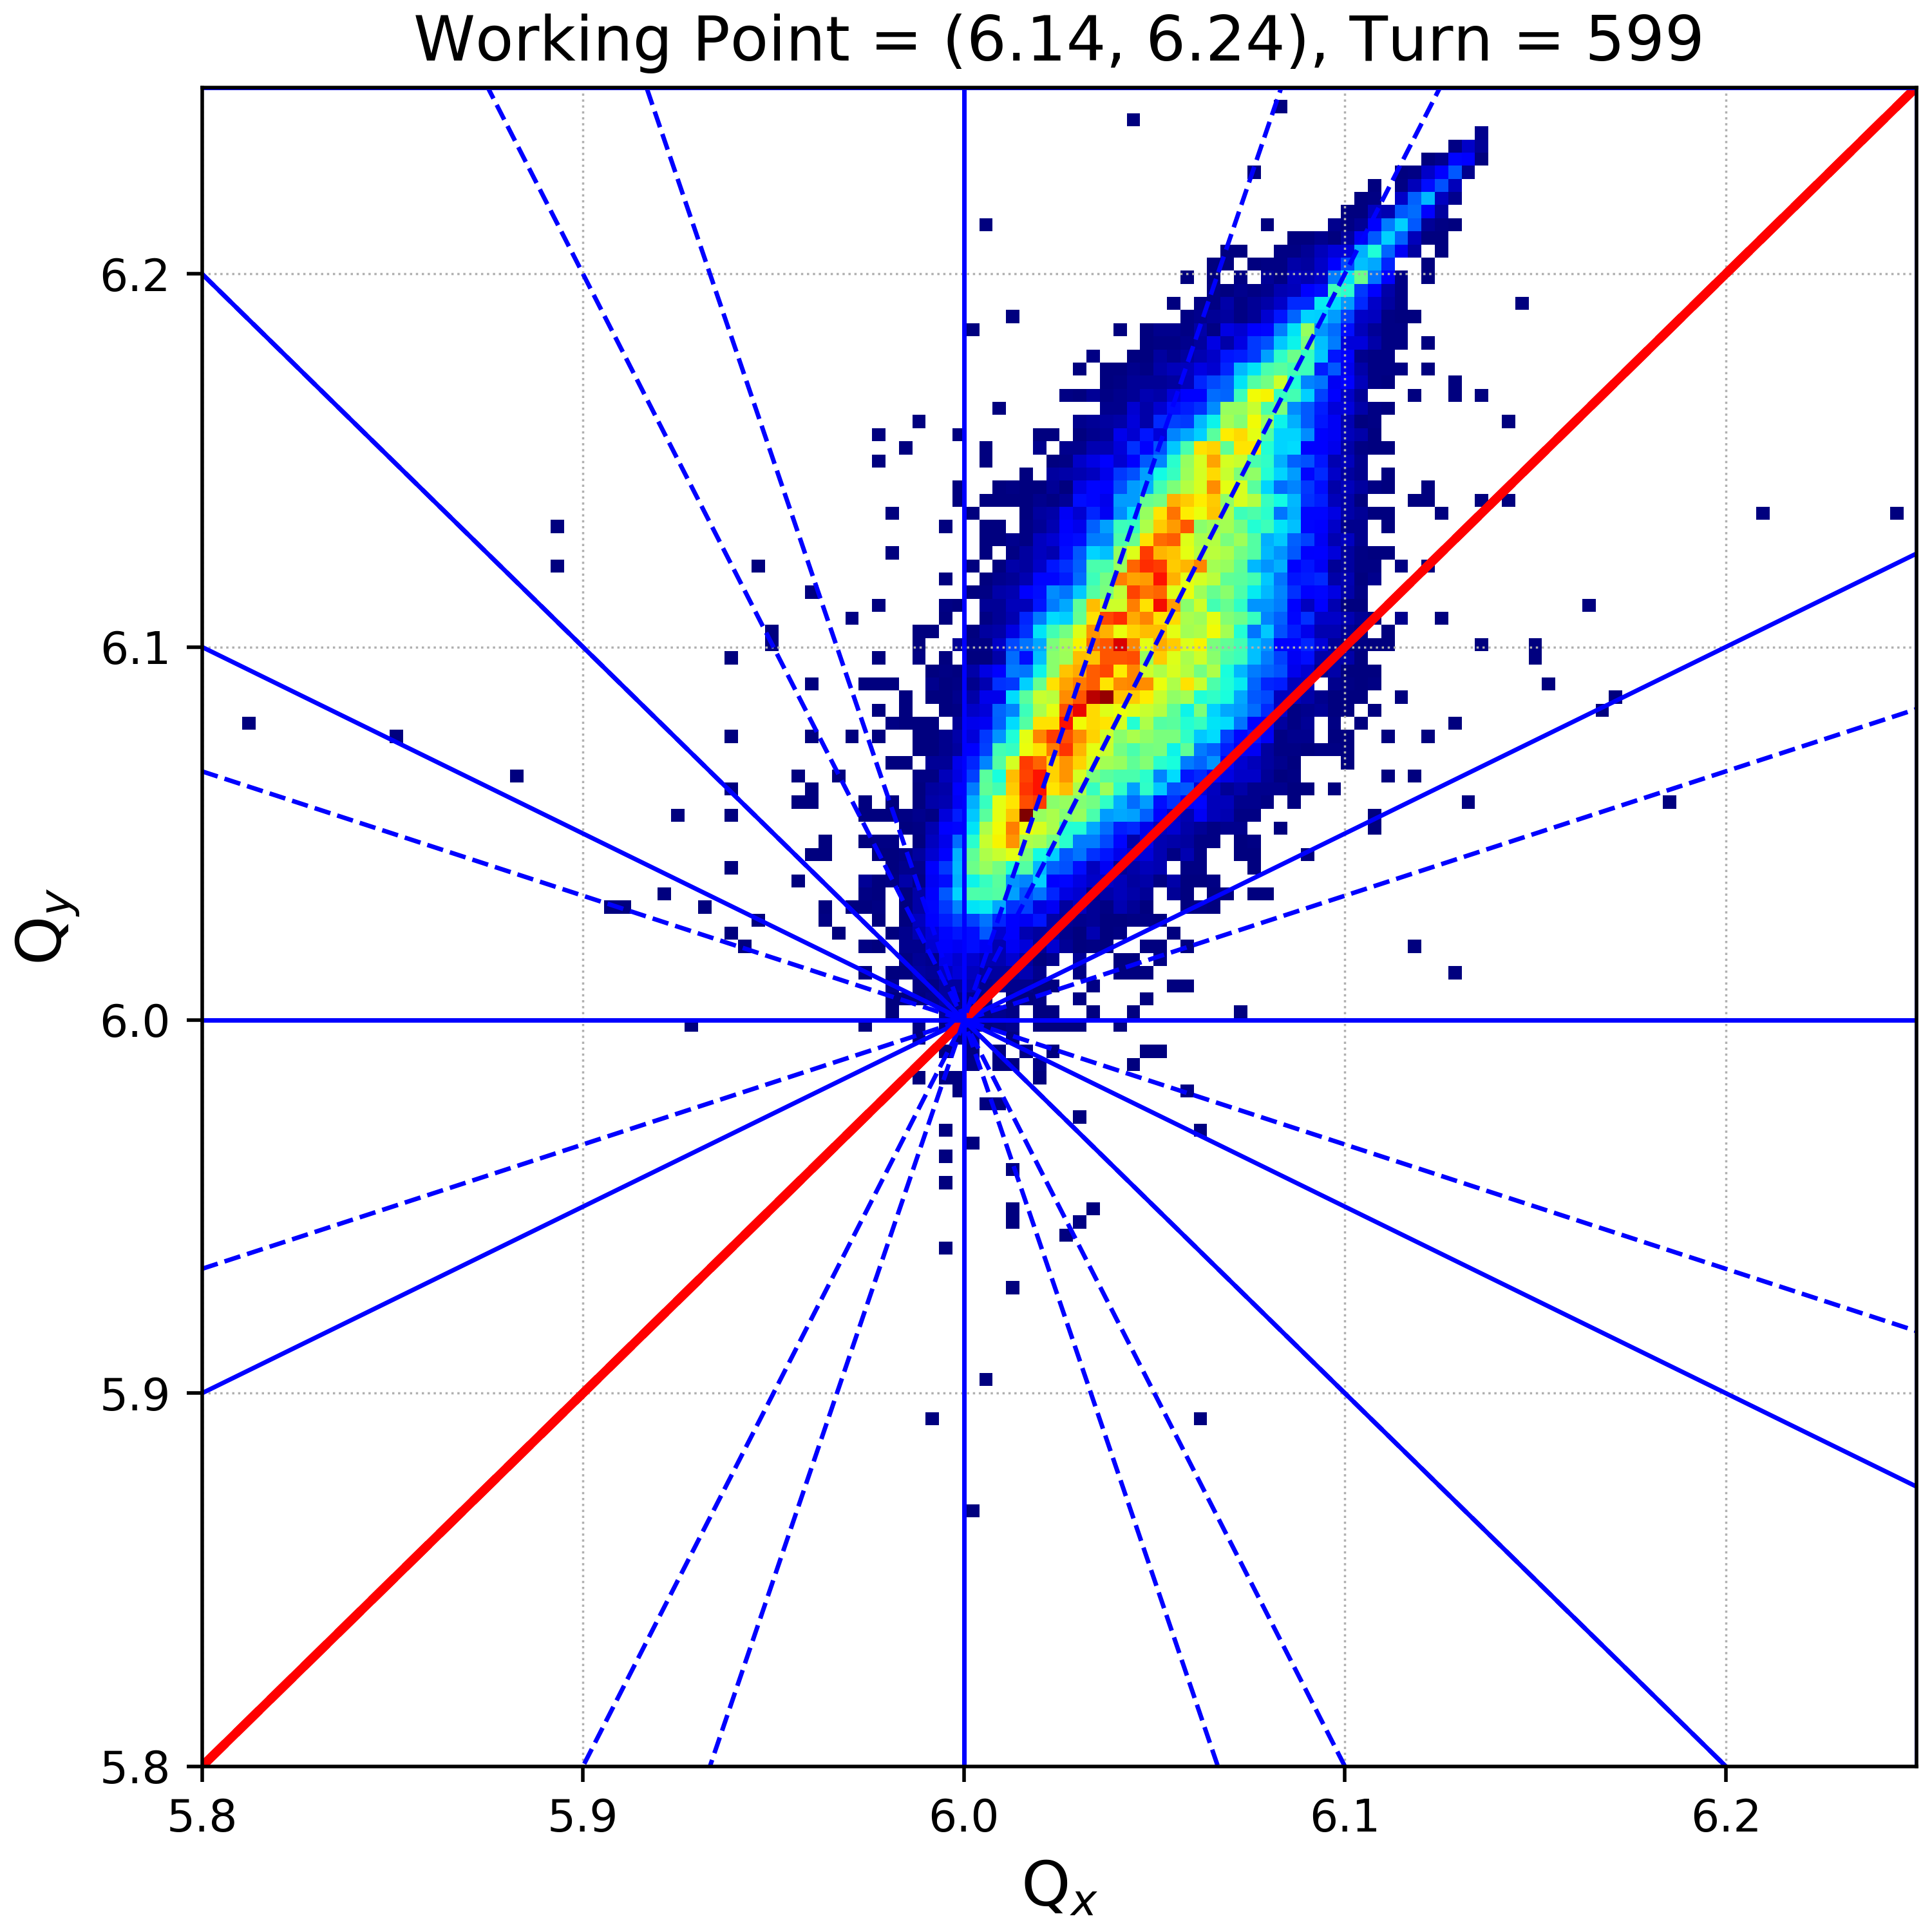 Working Point = (6.14, 6.24), Turn = 599
6.2
6.1
6.0
5.9
5.8
Qy
5.8 5.9 6.0 6.1 6.2
Qx